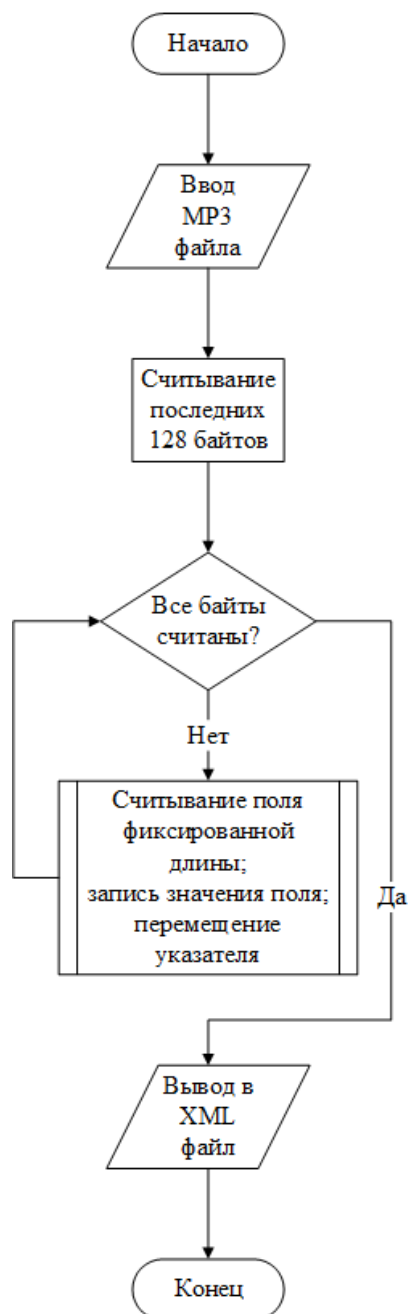 Начало
Ввод
MP3
файла
Считывание
последних
128 байтов
Все байты
считаны?
Нет
Считывание поля
фиксированной
длины;
запись значения поля;
перемещение
указателя
Да
Вывод в
XML
файл
Конец